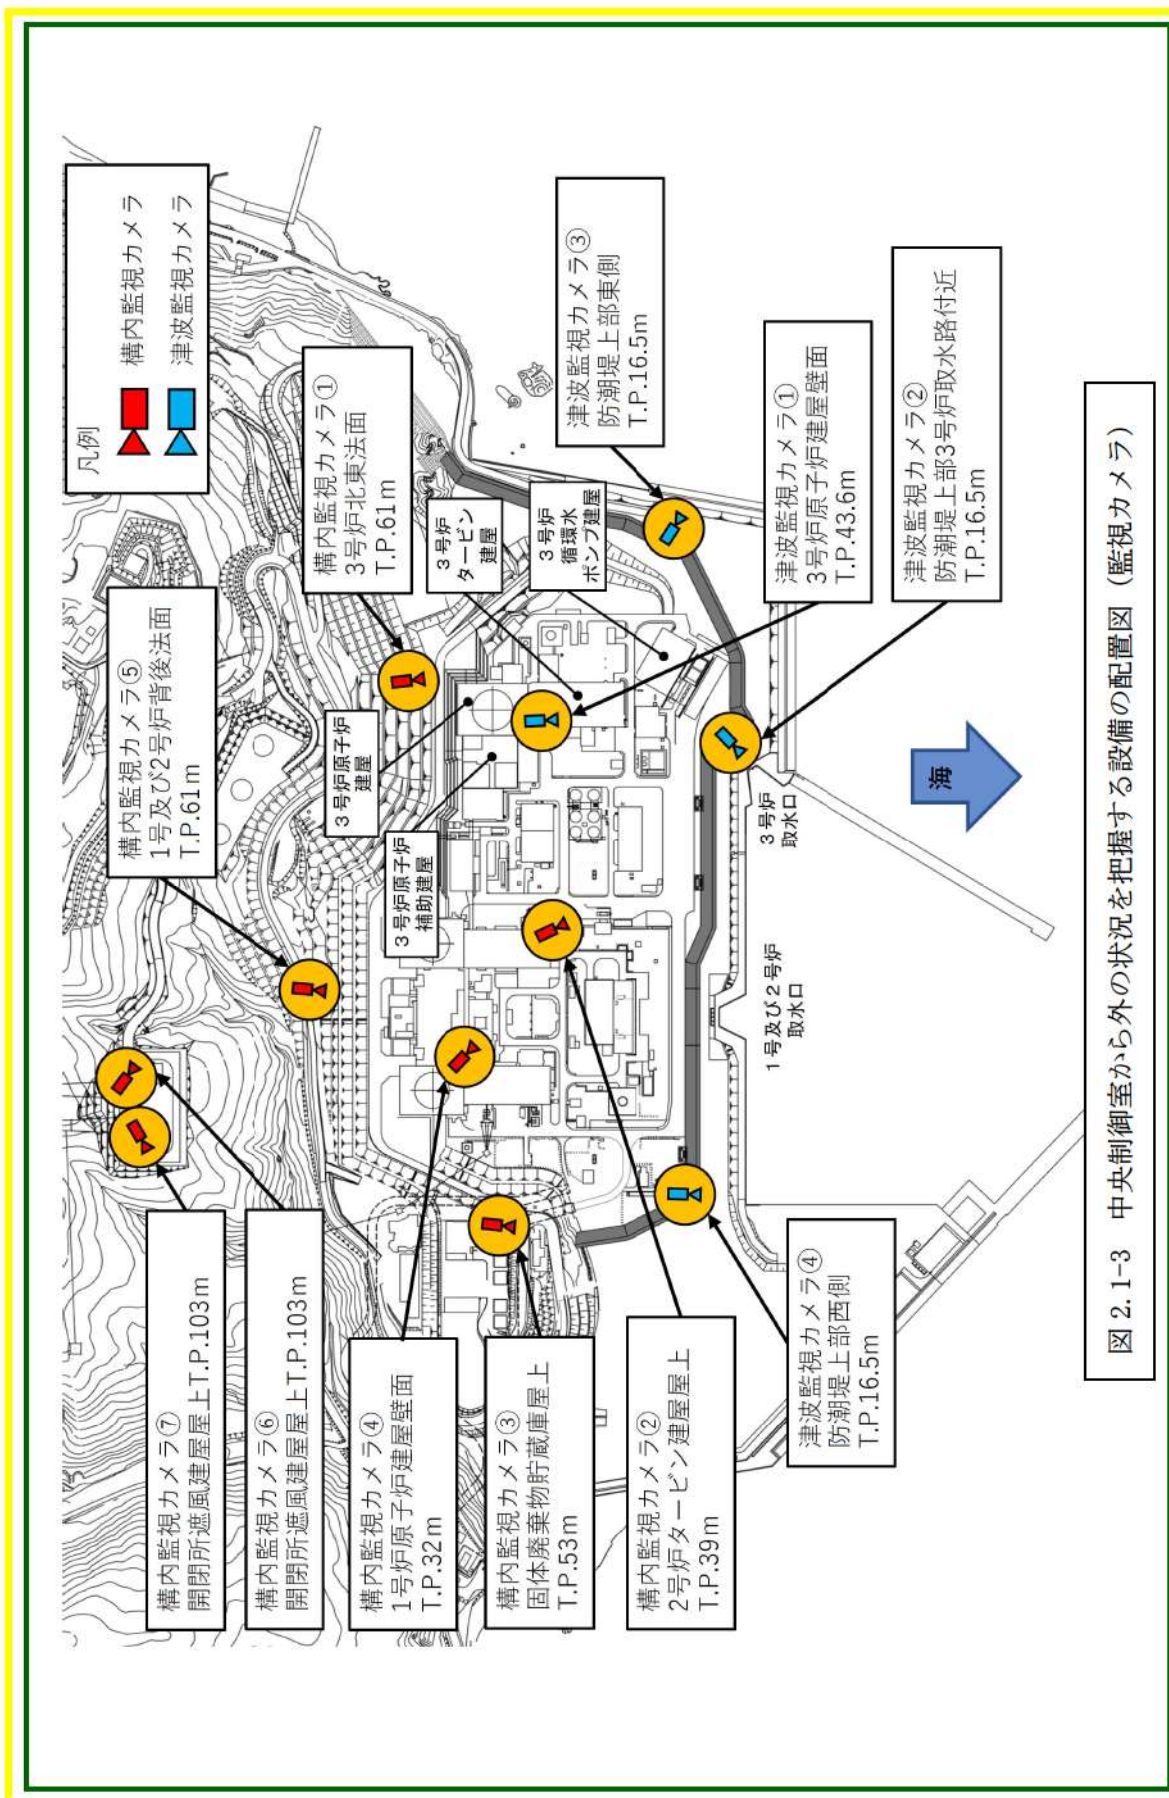 凡例
構内監視カメラ
津波監視カメラ
構内監視カメラ⑦
開閉所遮風建屋屋上T.P.103m
構内監視カメラ⑥
開閉所遮風建屋屋上T.P.103m
構内監視カメラ⑤
1号及び2号炉背後法面
T.P.61m
構内監視カメラ①
3号炉北東法面
T.P.61m
3号炉原子炉
建屋
3号炉原子炉
補助建屋
3号炉
タービン
建屋
3号炉
循環水
ポンプ建屋
構内監視カメラ④
1号炉原子炉建屋壁面
T.P.32m
構内監視カメラ③
固体廃棄物貯蔵庫屋上
T.P.53m
構内監視カメラ②
2号炉タービン建屋屋上
T.P.39m
津波監視カメラ③
防潮堤上部東側
T.P.16.5m
津波監視カメラ①
3号炉原子炉建屋壁面
T.P.43.6m
津波監視カメラ②
防潮堤上部3号炉取水路付近
T.P.16.5m
津波監視カメラ④
防潮堤上部西側
T.P.16.5m
1号及び2号炉
取水口
3号炉
取水口
海
図 2.1-3 中央制御室から外の状況を把握する設備の配置図（監視カメラ）